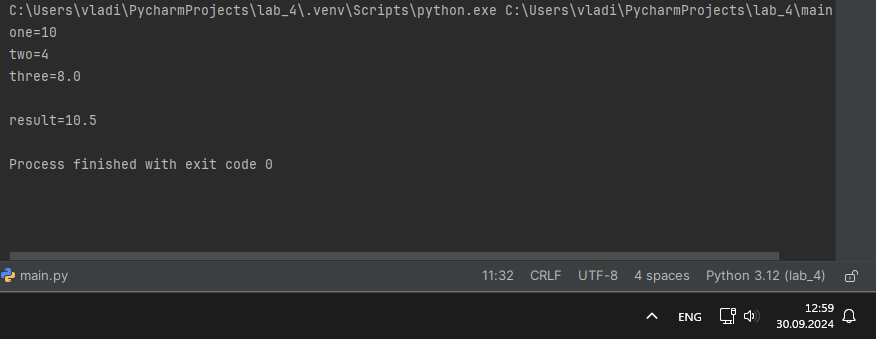 C:\Users\vladi\PycharmProjects\lab_4\.venv\Scripts\python.exe C:\Users\vladi\PycharmProjects\lab_4\main
one=10
two=4
three=8.0
result=10.5
Process finished with exit code 0
main.py 11:32 CRLF UTF-8 4 spaces Python 3.12 (lab_4)
ENG 12:59
30.09.2024